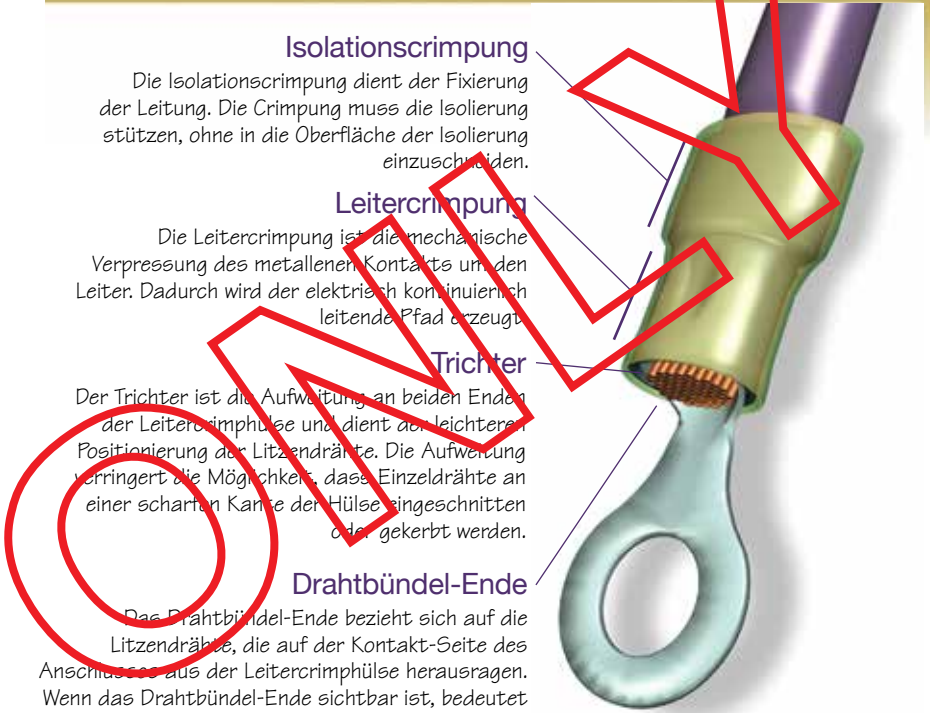 Isolationscrimpung
Die Isolationscrimpung dient der Fixierung
der Leitung. Die Crimpung muss die Isolierung
stützen, ohne in die Oberfläche der Isolierung
einzuschneiden.
Leitercrimpung
Die Leitercrimpung ist die mechanische
Verpressung des metallenen Kontakts um den
Leiter. Dadurch wird der elektrisch kontinuierlich
leitende Pfad erzeugt.
Trichter
Der Trichter ist die Aufweitung an beiden Enden
der Leitercrimphülse und dient der leichteren
Positionierung der Litzendrähte. Die Aufweitung
verringert die Möglichkeit, dass Einzeldrähte an
einer scharfen Kante der Hülse eingeschnitten
oder gekerbt werden.
Drahtbündel-Ende
Das Drahtbündel-Ende bezieht sich auf die
Litzendrähte, die auf der Kontakt-Seite des
Anschlusses aus der Leitercrimphülse herausragen.
Wenn das Drahtbündel-Ende sichtbar ist, bedeutet
ONLY